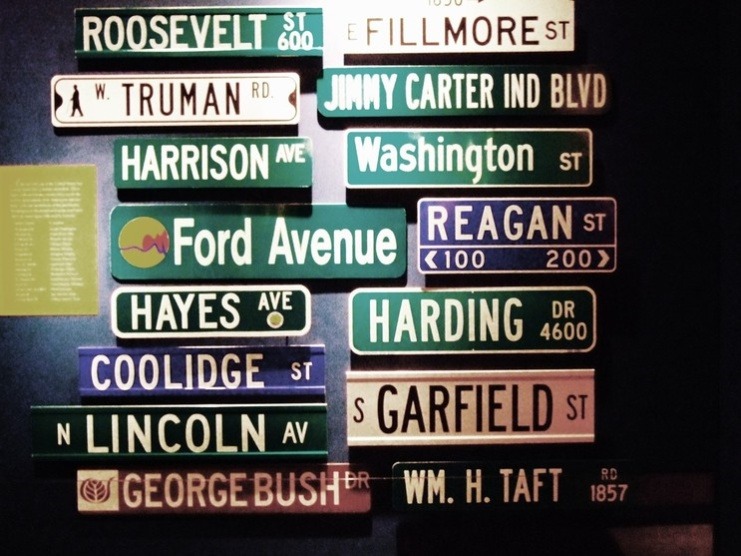 ROOSEVELT ST 600
E FILLMORE ST
W. TRUMAN RD.
JIMMY CARTER IND BLVD
HARRISON AVE
Washington ST
Ford Avenue
REAGAN ST
100 200
HAYES AVE
HARDING DR 4600
COOLIDGE ST
S GARFIELD ST
N LINCOLN AV
GEORGE BUSH DR
WM. H. TAFT RD 1857